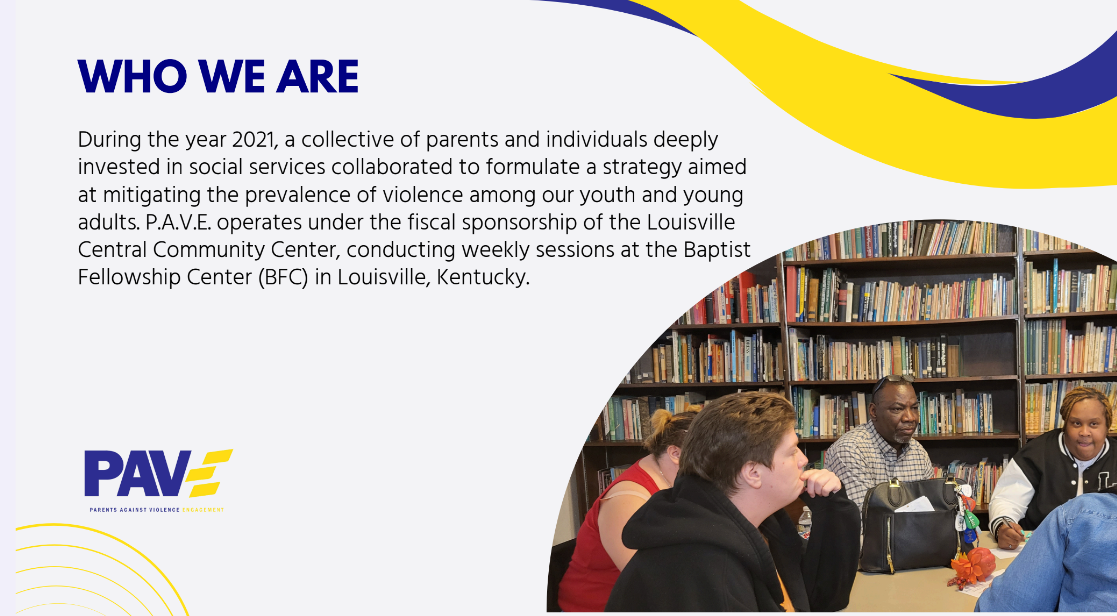 WHO WE ARE
During the year 2021, a collective of parents and individuals deeply
invested in social services collaborated to formulate a strategy aimed
at mitigating the prevalence of violence among our youth and young
adults. P.A.V.E. operates under the fiscal sponsorship of the Louisville
Central Community Center, conducting weekly sessions at the Baptist
Fellowship Center (BFC) in Louisville, Kentucky.
PAVE
PARENTS AGAINST VIOLENCE ENGAGEMENT
L